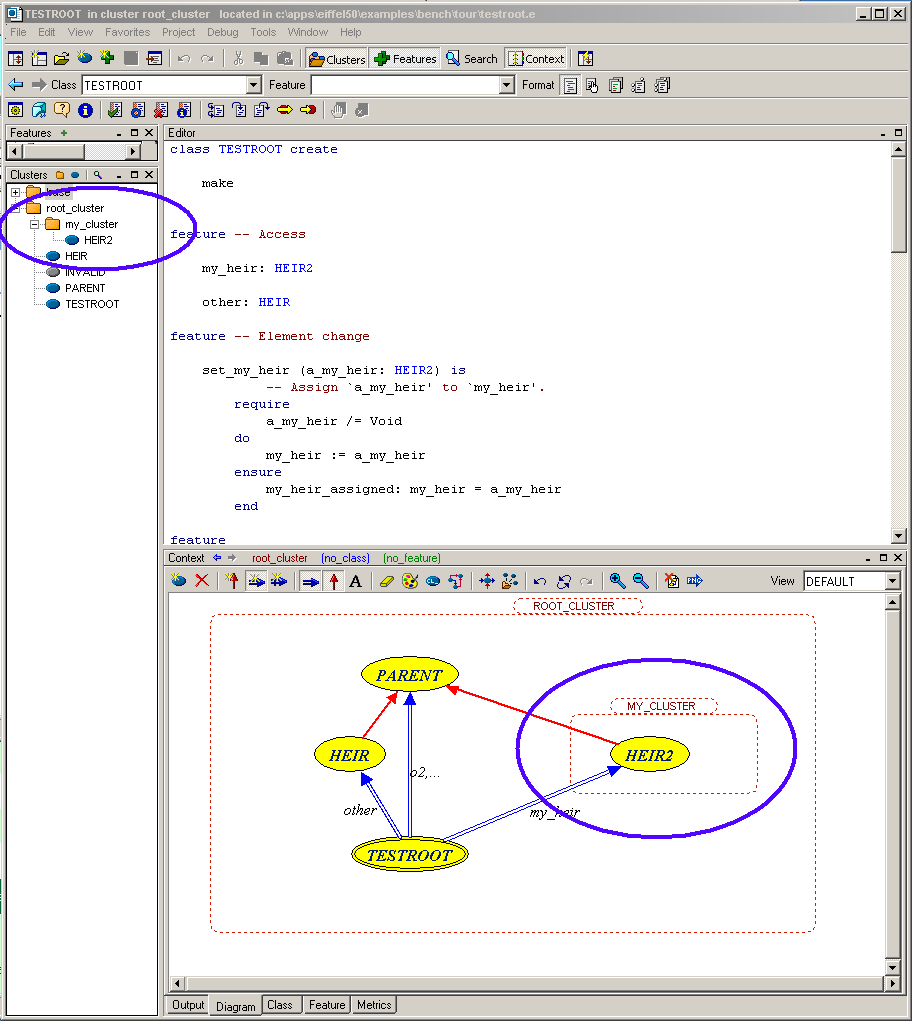 TESTROOT in cluster root_cluster located in c:\apps\eiffel50\examples\bench\tour\testroot.e
File Edit View Favorites Project Debug Tools Window Help
Clusters Features Search Context
Class TESTROOT Feature Format
Features
Editor
class TESTROOT create
make
feature -- Access
my_heir: HEIR2
other: HEIR
feature -- Element change
set_my_heir (a_my_heir: HEIR2) is
-- Assign `a_my_heir' to `my_heir'.
require
a_my_heir /= Void
do
my_heir := a_my_heir
ensure
my_heir_assigned: my_heir = a_my_heir
end
feature
Clusters
base
root_cluster
my_cluster
HEIR2
HEIR
INVALID
PARENT
TESTROOT
Context root_cluster (no_class) (no_feature)
A View DEFAULT
ROOT_CLUSTER
PARENT
MY_CLUSTER
HEIR
HEIR2
o2,...
other
my_heir
TESTROOT
Output Diagram Class Feature Metrics